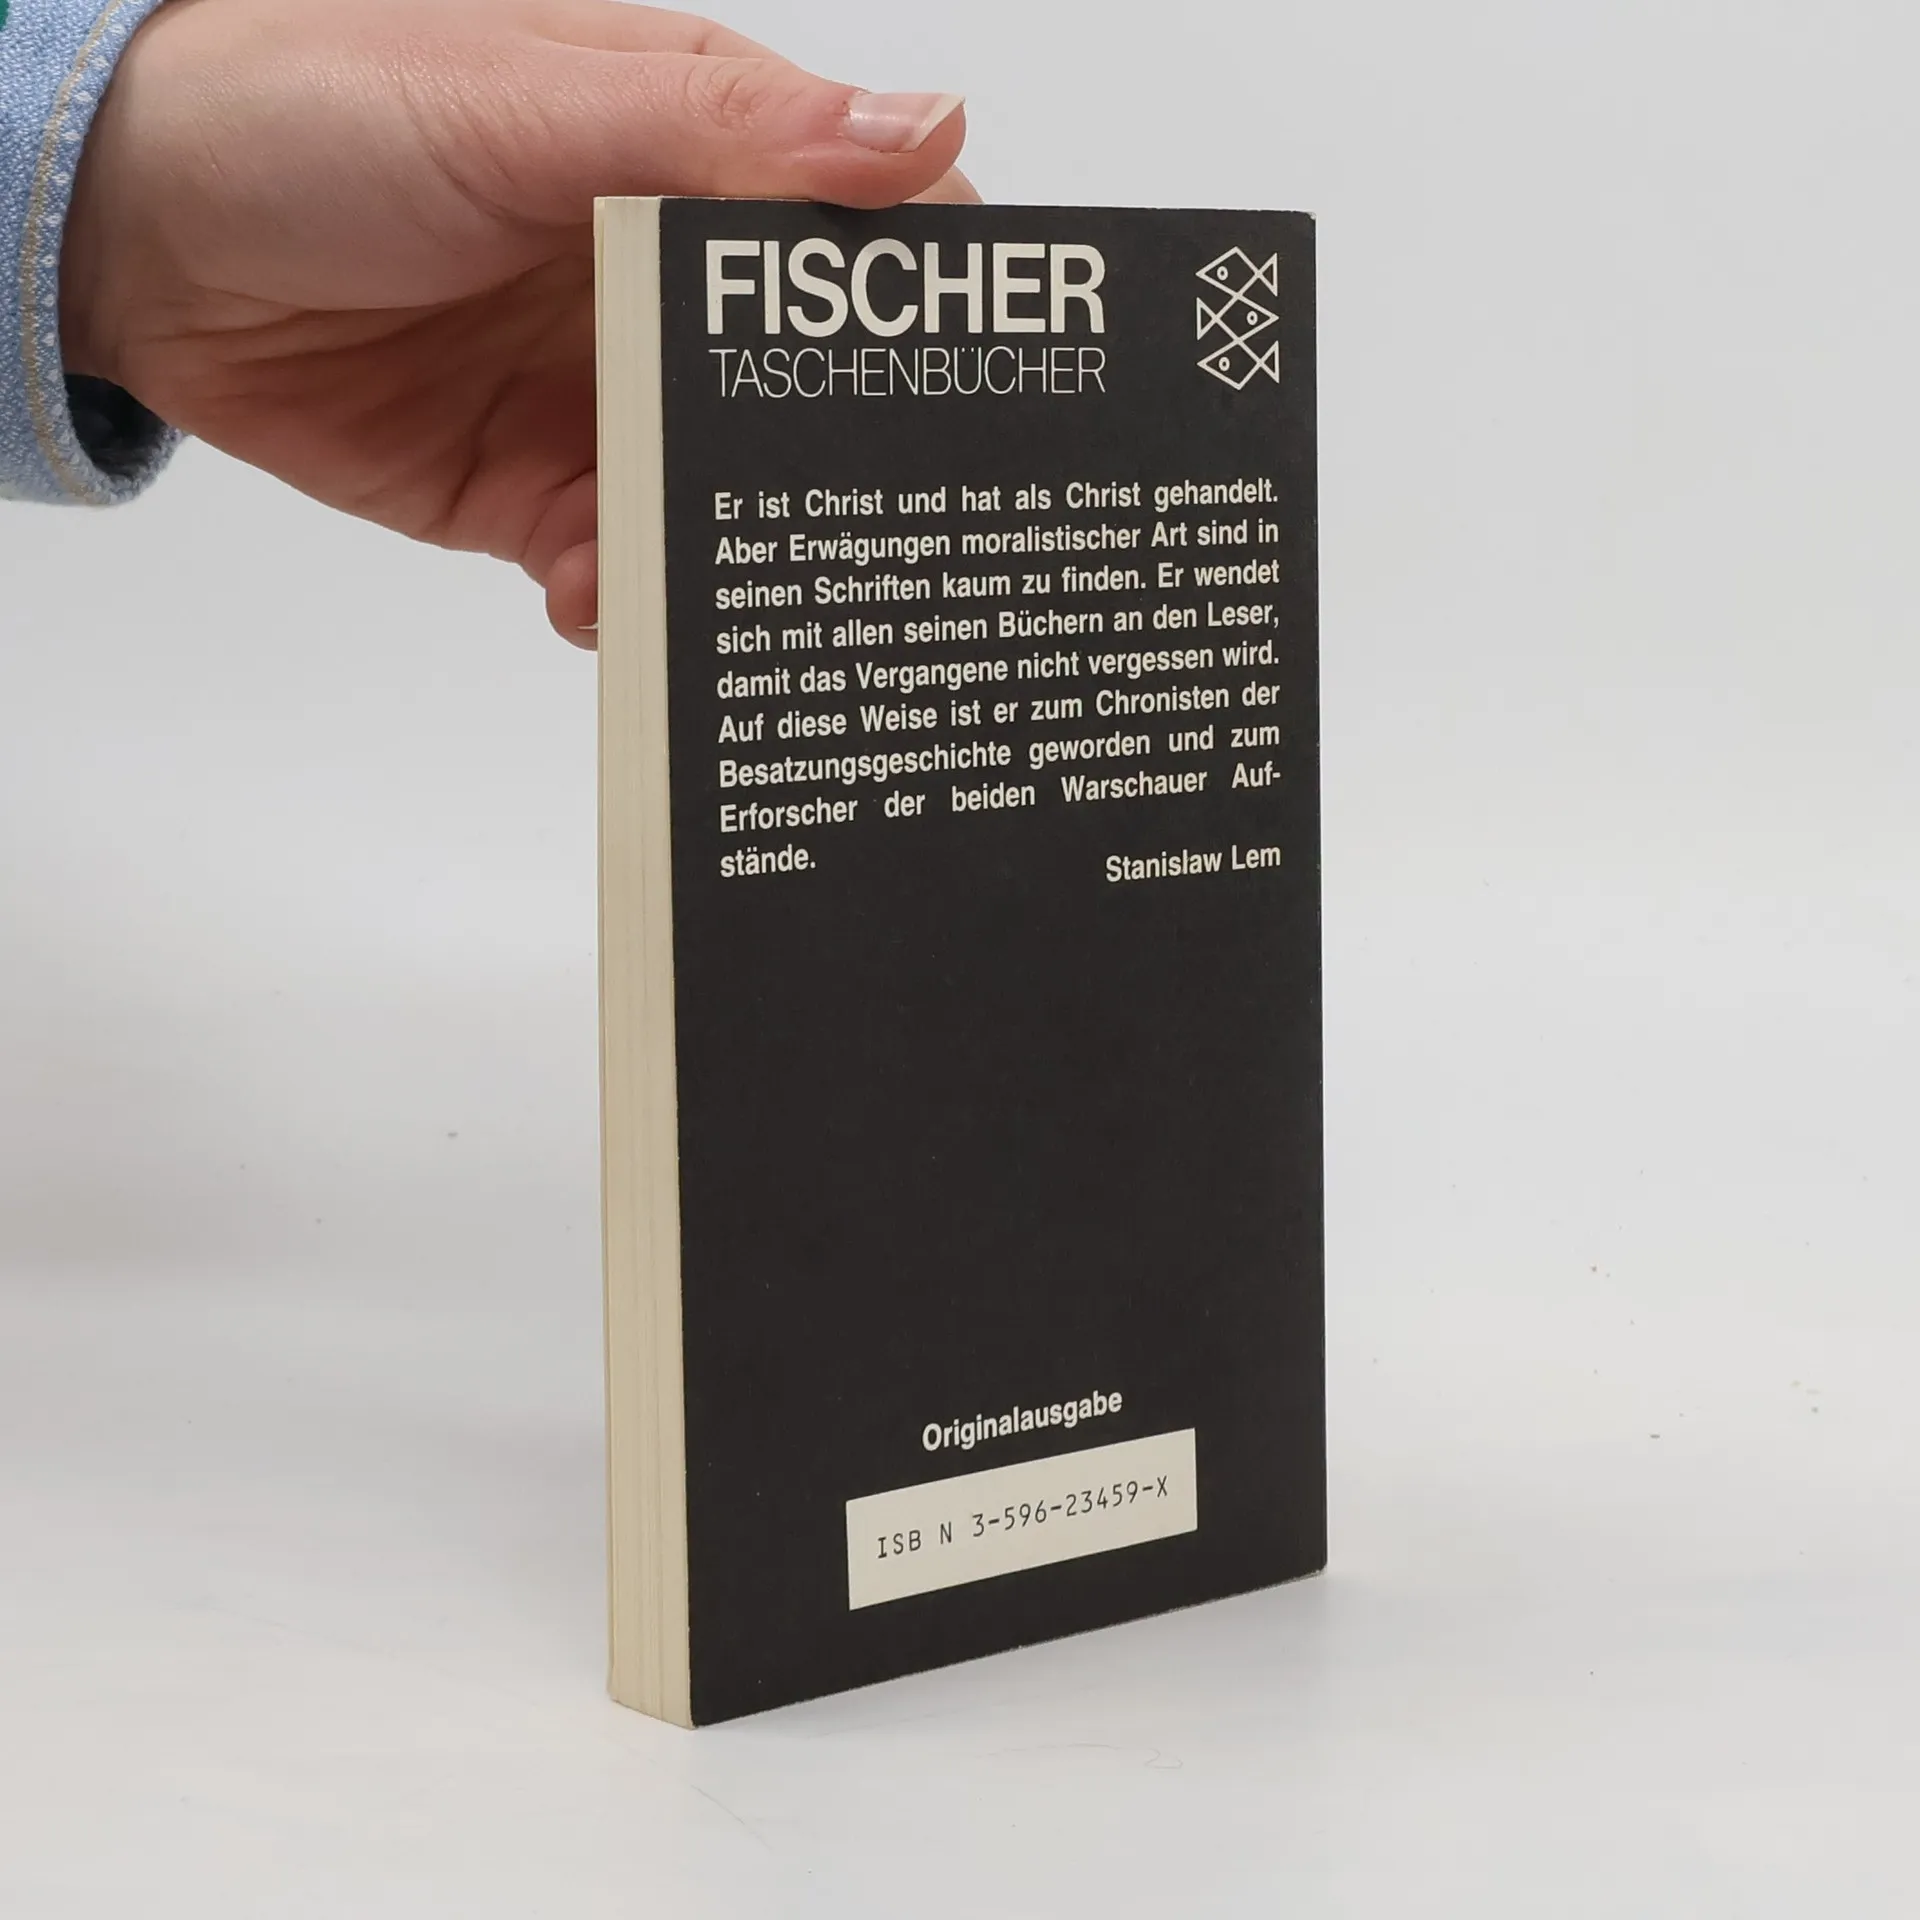 FISCHER
TASCHENBÜCHER
Er ist Christ und hat als Christ gehandelt.
Aber Erwägungen moralistischer Art sind in
seinen Schriften kaum zu finden. Er wendet
sich mit allen seinen Büchern an den Leser,
damit das Vergangene nicht vergessen wird.
Auf diese Weise ist er zum Chronisten der
Besatzungsgeschichte geworden und zum
Erforscher der beiden Warschauer Auf-
stände.
Stanislaw Lem
Originalausgabe
ISB N 3-596-23459-X